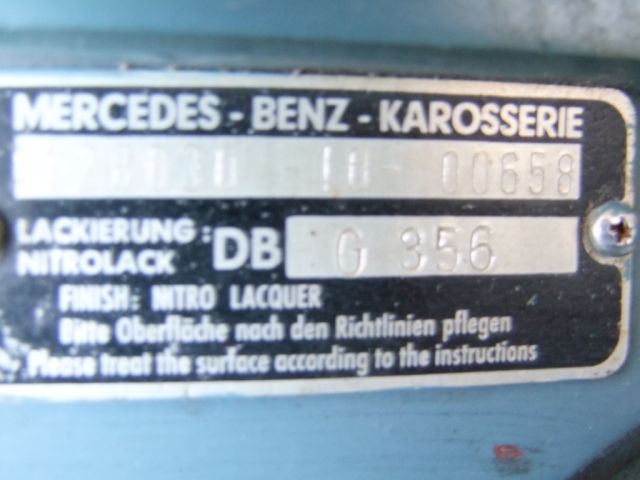 MERCEDES-BENZ-KAROSSERIE
00658
LACKIERUNG:
NITROLACK
DB G 356
FINISH: NITRO LACQUER
Bitte Oberfläche nach den Richtlinien pflegen
Please treat the surface according to the instructions